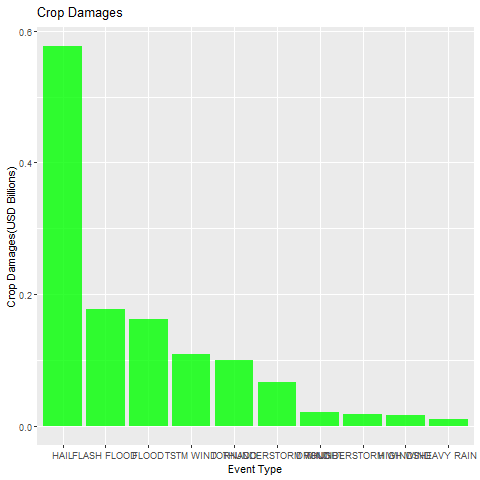 Crop Damages
0.6
0.4
0.2
0.0
Crop Damages(USD Billions)
HAIL FLASH FLOOD FLOOD TSTM WIND HEAVY RAIN
Event Type